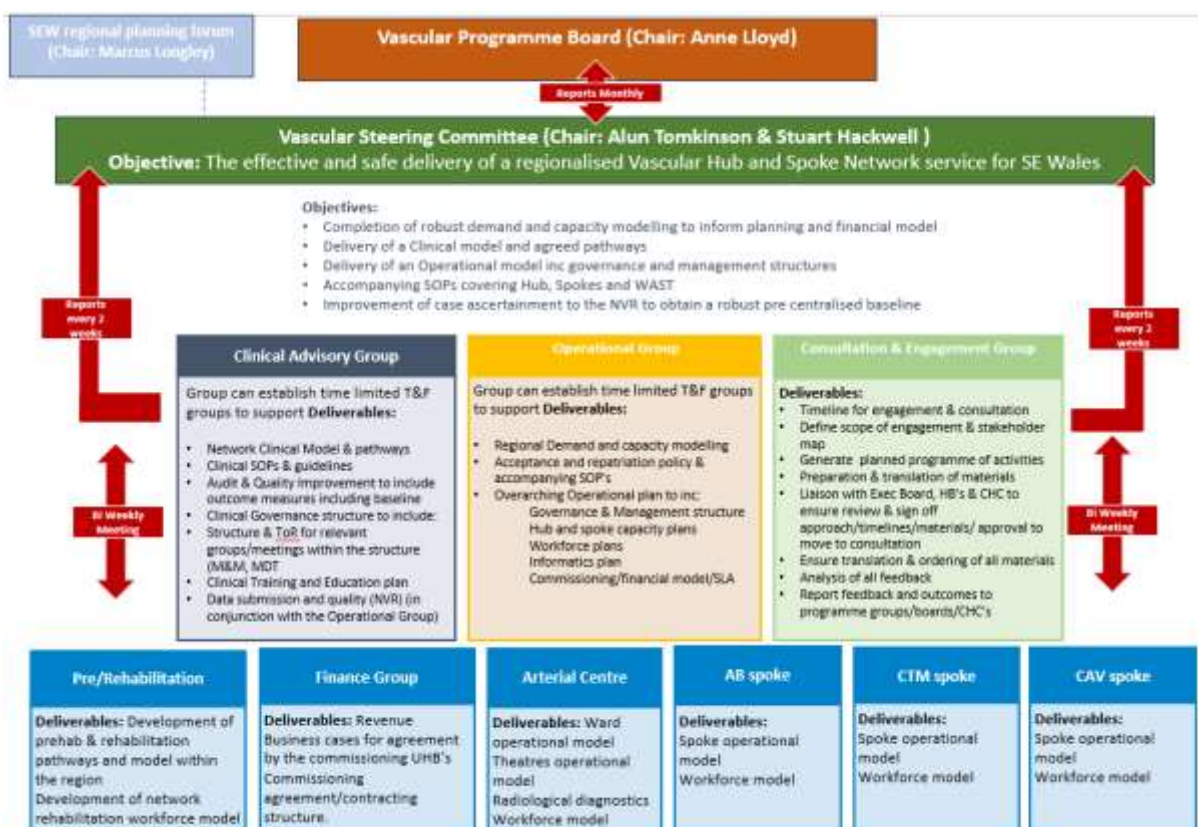 SEW regional planning forum
(Chair: Marcus Longley)
Vascular Programme Board (Chair: Anne Lloyd)
Reports Monthly
Vascular Steering Committee (Chair: Alun Tomkinson & Stuart Hackwell )
Objective: The effective and safe delivery of a regionalised Vascular Hub and Spoke Network service for SE Wales
Objectives:
• Completion of robust demand and capacity modelling to inform planning and financial model
• Delivery of a Clinical model and agreed pathways
• Delivery of an Operational model inc governance and management structures
• Accompanying SOPs covering Hub, Spokes and WAST
• Improvement of case ascertainment to the NVR to obtain a robust pre centralised baseline
Reports
every 2
weeks
Reports
every 2
weeks
Bi Weekly
Meeting
Bi Weekly
Meeting
Clinical Advisory Group
Group can establish time limited T&F
groups to support Deliverables:
• Network Clinical Model & pathways
• Clinical SOPs & guidelines
• Audit & Quality Improvement to include
outcome measures including baseline
• Clinical Governance structure to include:
• Structure & ToR for relevant
groups/meetings within the structure
(M&M, MDT
• Clinical Training and Education plan
• Data submission and quality (NVR) (in
conjunction with the Operational Group)
Operational Group
Group can establish time limited T&F groups
to support Deliverables:
• Regional Demand and capacity modelling
• Acceptance and repatriation policy &
accompanying SOP's
• Overarching Operational plan to inc:
Governance & Management structure
Hub and spoke capacity plans
Workforce plans
Informatics plan
Commissioning/financial model/SLA
Consultation & Engagement Group
Deliverables:
• Timeline for engagement & consultation
• Define scope of engagement & stakeholder
map
• Generate planned programme of activities
• Preparation & translation of materials
• Liaison with Exec Board, HB's & CHC to
ensure review & sign off
approach/timelines/materials/ approval to
move to consultation
• Ensure translation & ordering of all materials
• Analysis of all feedback
• Report feedback and outcomes to
programme groups/boards/CHC's
Pre/Rehabilitation
Deliverables: Development of
prehab & rehabilitation
pathways and model within
the region
Development of network
rehabilitation workforce model
Finance Group
Deliverables: Revenue
Business cases for agreement
by the commissioning UHB's
Commissioning
agreement/contracting
structure.
Arterial Centre
Deliverables: Ward
operational model
Theatres operational
model
Radiological diagnostics
Workforce model
AB spoke
Deliverables:
Spoke operational
model
Workforce model
CTM spoke
Deliverables:
Spoke operational
model
Workforce model
CAV spoke
Deliverables:
Spoke operational
model
Workforce model